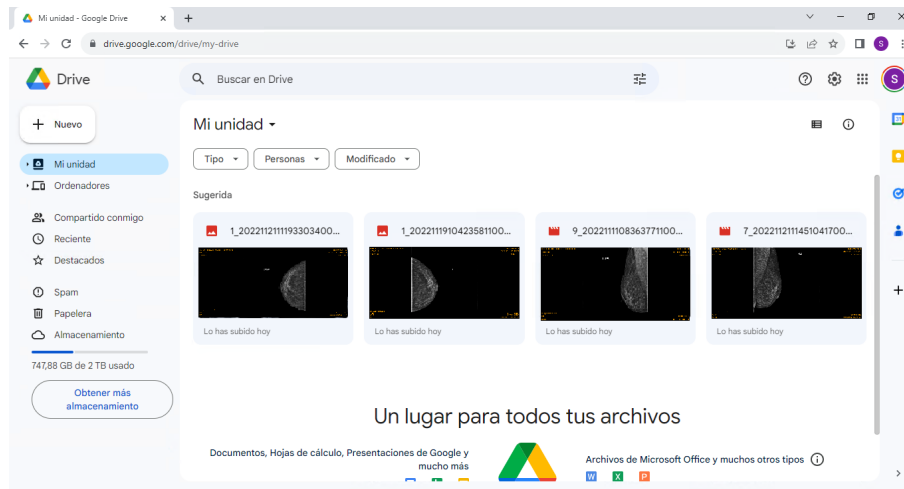 Mi unidad - Google Drive
drive.google.com/drive/my-drive
S
Drive
Buscar en Drive
S
Nuevo
Mi unidad
Mi unidad
Ordenadores
Compartido conmigo
Reciente
Destacados
Spam
Papelera
Almacenamiento
747,88 GB de 2 TB usado
Obtener más
almacenamiento
Tipo
Personas
Modificado
Sugerida
Lo has subido hoy
Lo has subido hoy
Lo has subido hoy
Lo has subido hoy
Un lugar para todos tus archivos
Documentos, Hojas de cálculo, Presentaciones de Google y
mucho más
Archivos de Microsoft Office y muchos otros tipos
W X P